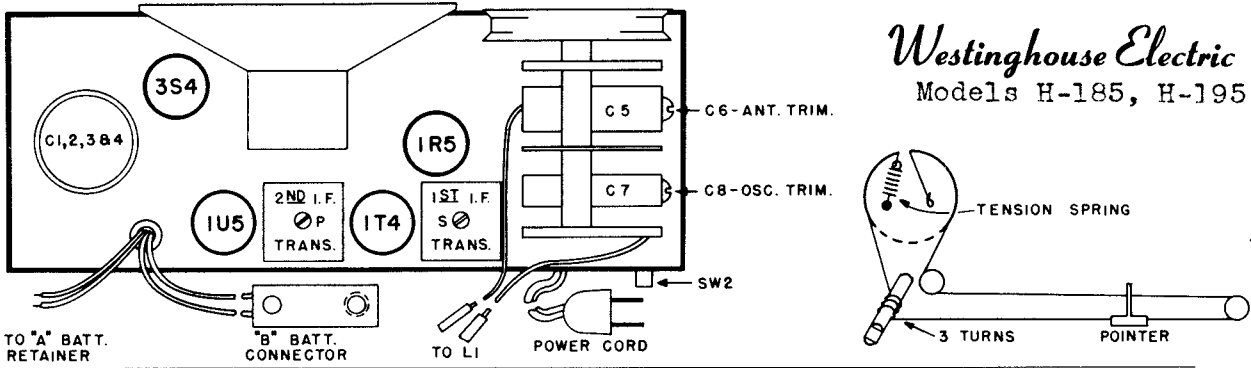 Westinghouse Electric
Models H-185, H-195
3S4
C1,2,3&4
1R5
C5
C6-ANT. TRIM.
C7
C8-OSC. TRIM.
1U5
2ND I.F.
P
TRANS.
1T4
1ST I.F.
S
TRANS.
SW2
TO "A" BATT.
RETAINER
"B" BATT.
CONNECTOR
TO L1
POWER CORD
TENSION SPRING
3 TURNS
POINTER